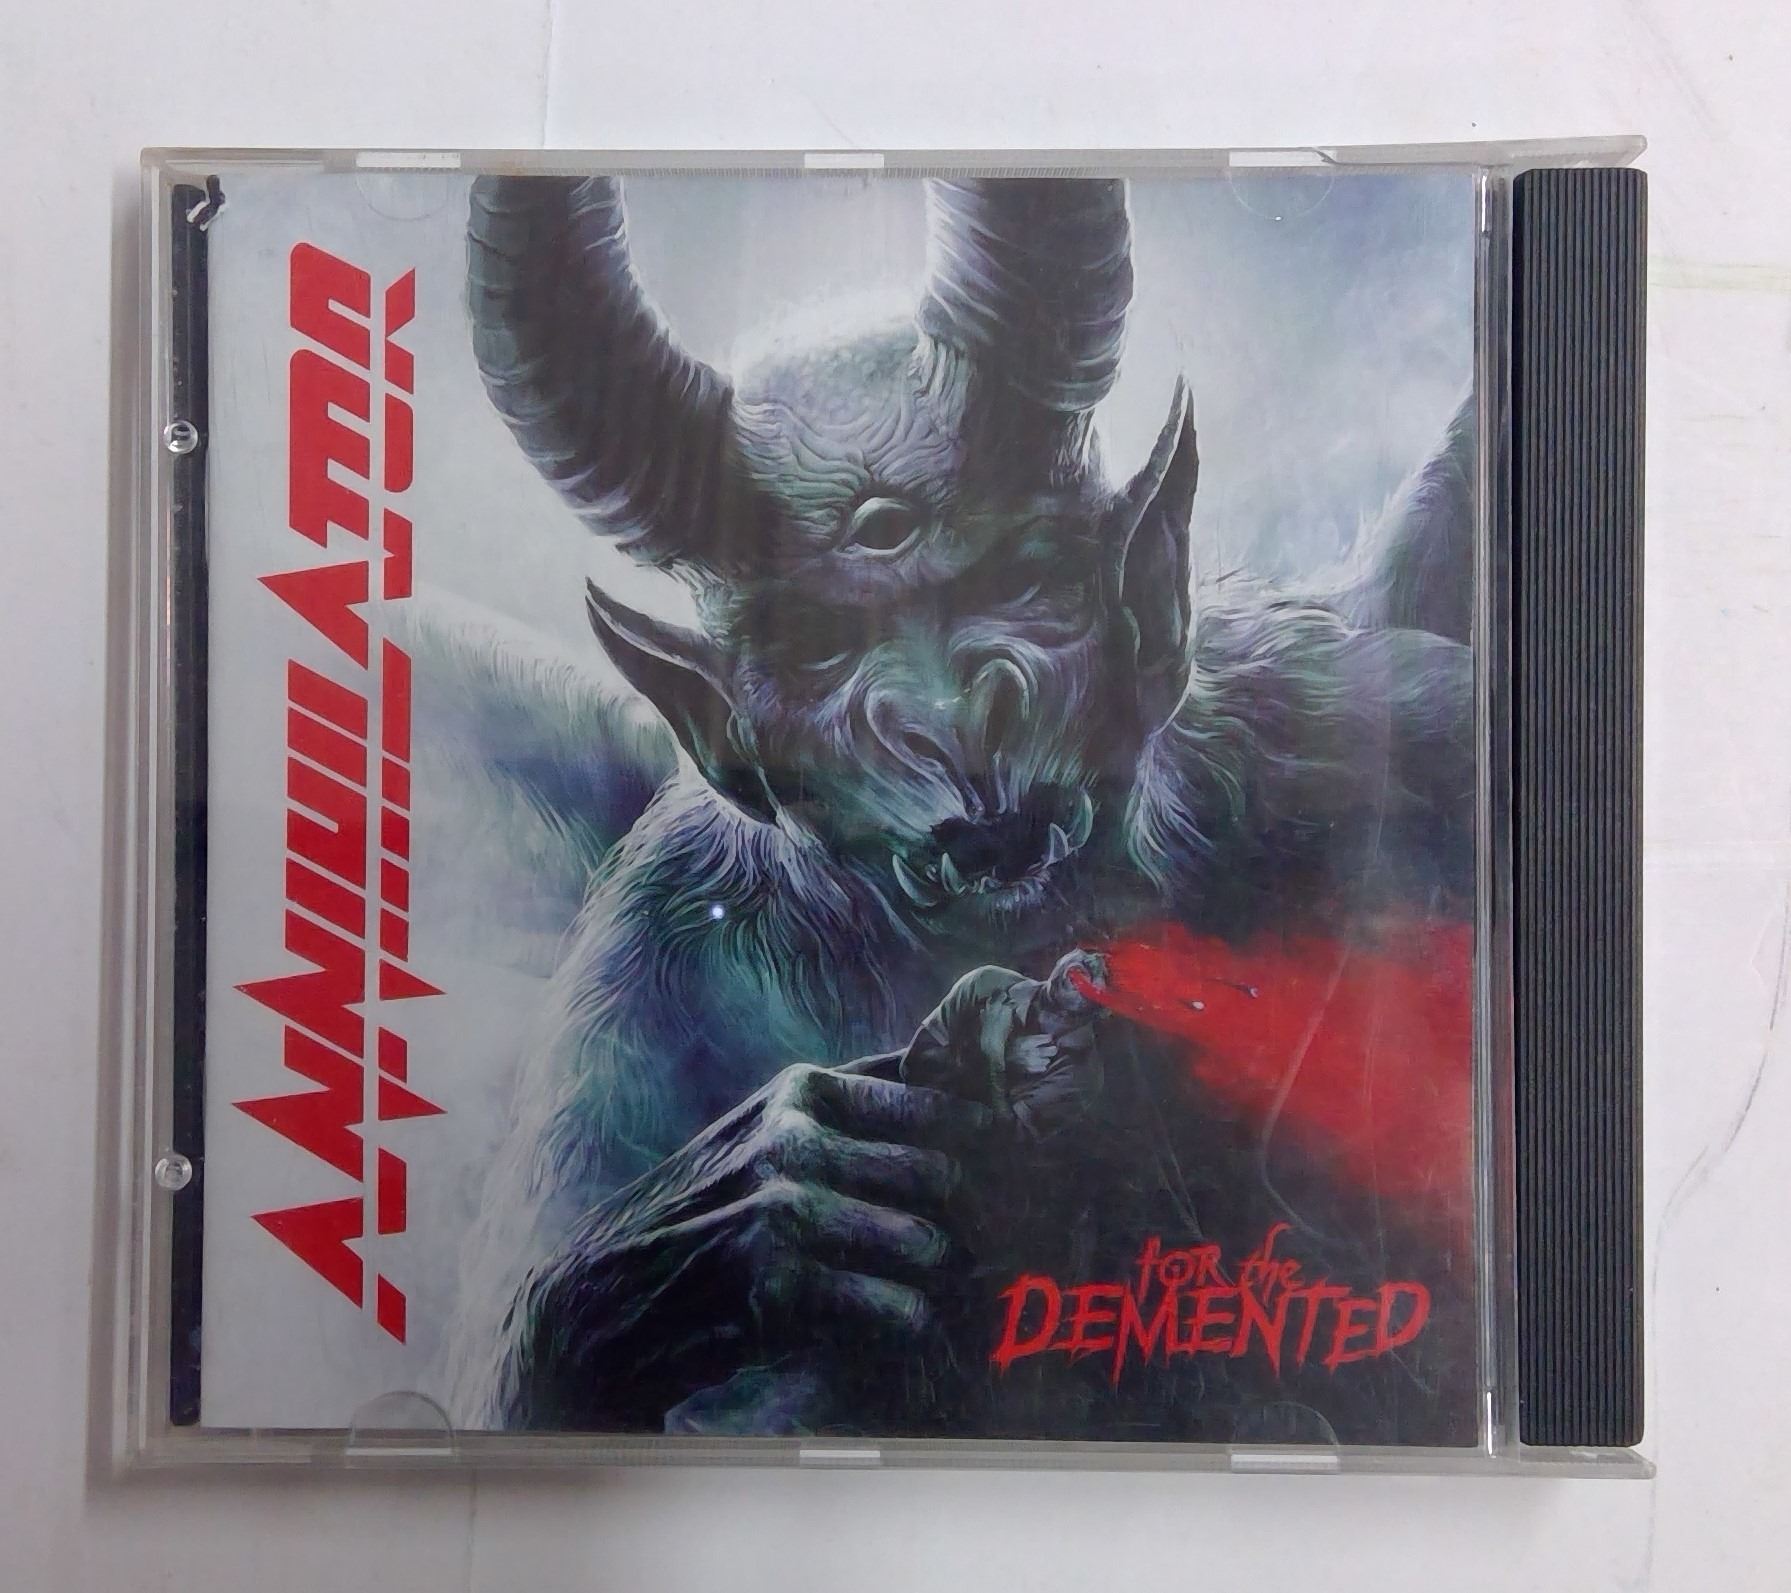 ANNIHILATOR
FOR the
DEMENTED